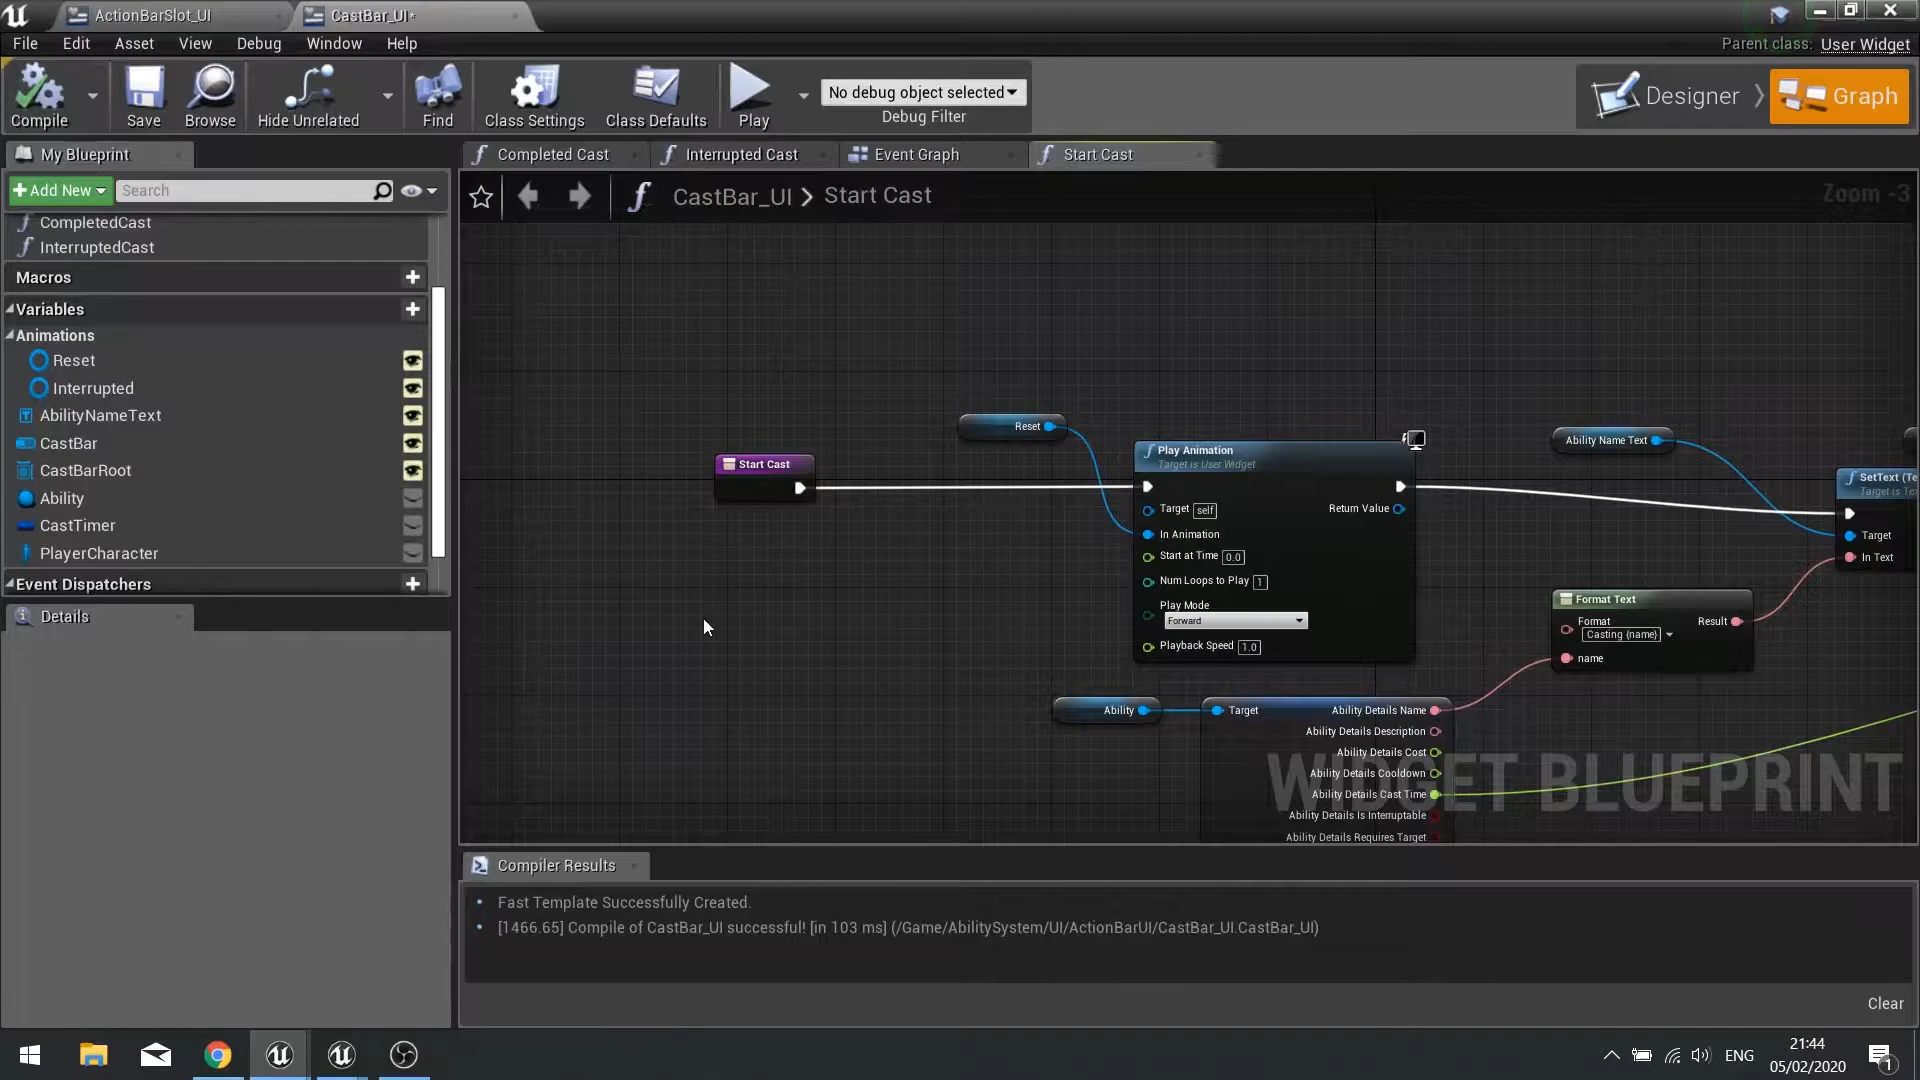 ActionBarSlot_UI
CastBar_UI*
File Edit Asset View Debug Window Help
Parent class: User Widget
Compile
Save
Browse
Hide Unrelated
Find
Class Settings
Class Defaults
Play
No debug object selected
Debug Filter
Designer
Graph
My Blueprint
Completed Cast
Interrupted Cast
Event Graph
Start Cast
Add New
Search
CastBar_UI > Start Cast
Zoom -3
CompletedCast
InterruptedCast
Macros
Variables
Animations
Reset
Interrupted
AbilityNameText
CastBar
CastBarRoot
Ability
CastTimer
PlayerCharacter
Event Dispatchers
Details
Start Cast
Reset
Play Animation
Target is User Widget
Target self
Return Value
In Animation
Start at Time 0.0
Num Loops to Play 1
Play Mode
Forward
Playback Speed 1.0
Ability Name Text
SetText (Te
Target is Tex
Target
In Text
Format Text
Format
Casting {name}
Result
name
Ability
Target
Ability Details Name
Ability Details Description
Ability Details Cost
Ability Details Cooldown
Ability Details Cast Time
Ability Details Is Interruptable
Ability Details Requires Target
WIDGET BLUEPRINT
Compiler Results
Fast Template Successfully Created.
[1466.65] Compile of CastBar_UI successful! [in 103 ms] (/Game/AbilitySystem/UI/ActionBarUI/CastBar_UI.CastBar_UI)
Clear
ENG
21:44
05/02/2020
1